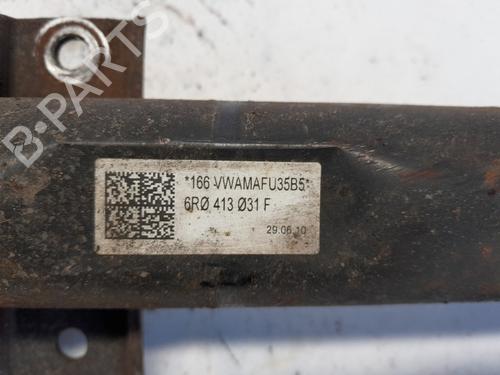 B-PARTS
*166 VWAMAFU35B5*
6RØ 413 Ø31 F
29.06.10